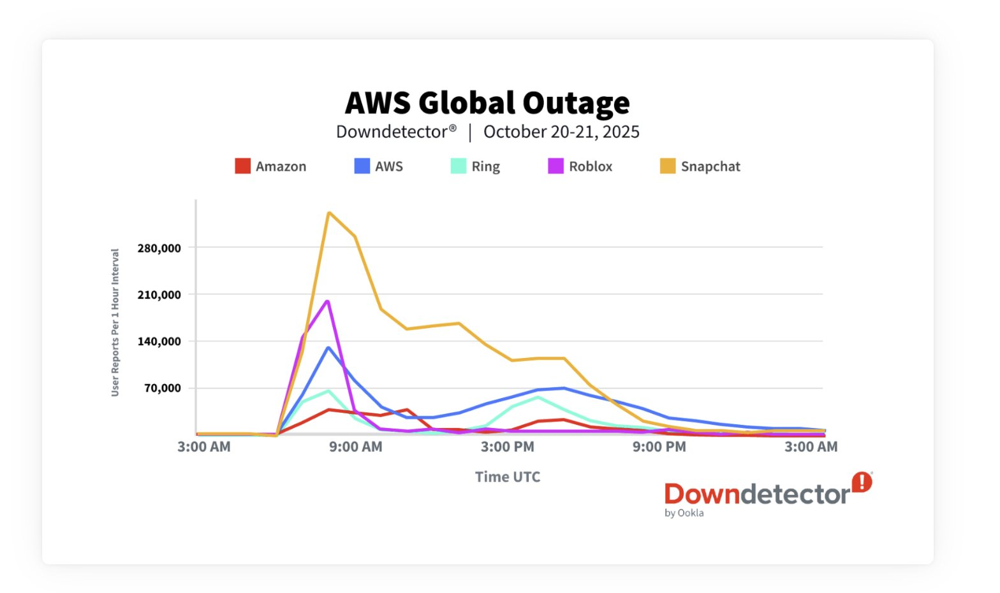 AWS Global Outage
Downdetector® | October 20-21, 2025
Amazon AWS Ring Roblox Snapchat
User Reports Per 1 Hour Interval
280,000
210,000
140,000
70,000
3:00 AM 9:00 AM 3:00 PM 9:00 PM 3:00 AM
Time UTC
Downdetector
by Ookla